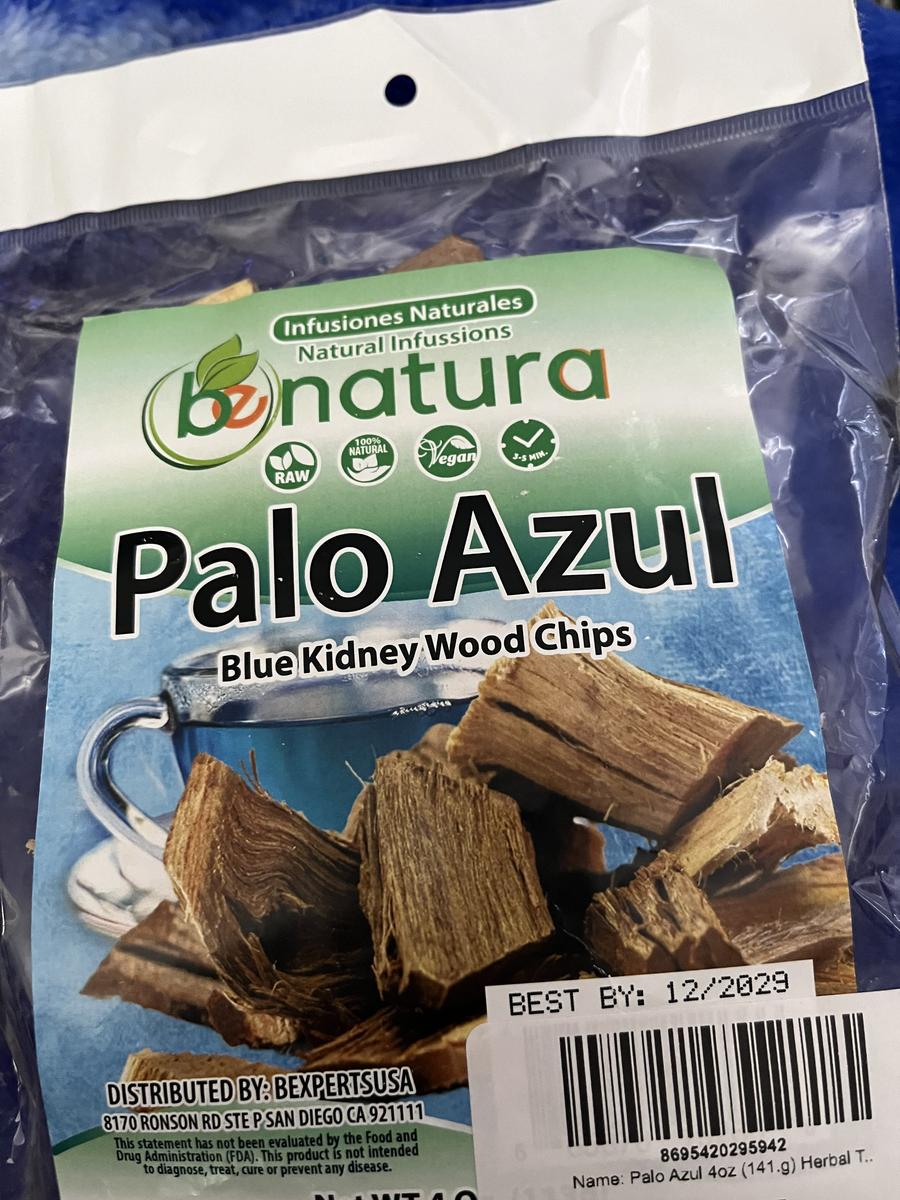 Infusiones Naturales
Natural Infussions
benatura
RAW
100%
NATURAL
Vegan
3-5 MIN.
Palo Azul
Blue Kidney Wood Chips
BEST BY: 12/2029
DISTRIBUTED BY: BEXPERTSUSA
8170 RONSON RD STE P SAN DIEGO CA 921111
This statement has not been evaluated by the Food and
Drug Administration (FDA). This product is not intended
to diagnose, treat, cure or prevent any disease.
8695420295942
Name: Palo Azul 4oz (141.g) Herbal T..
Net WT 4 O